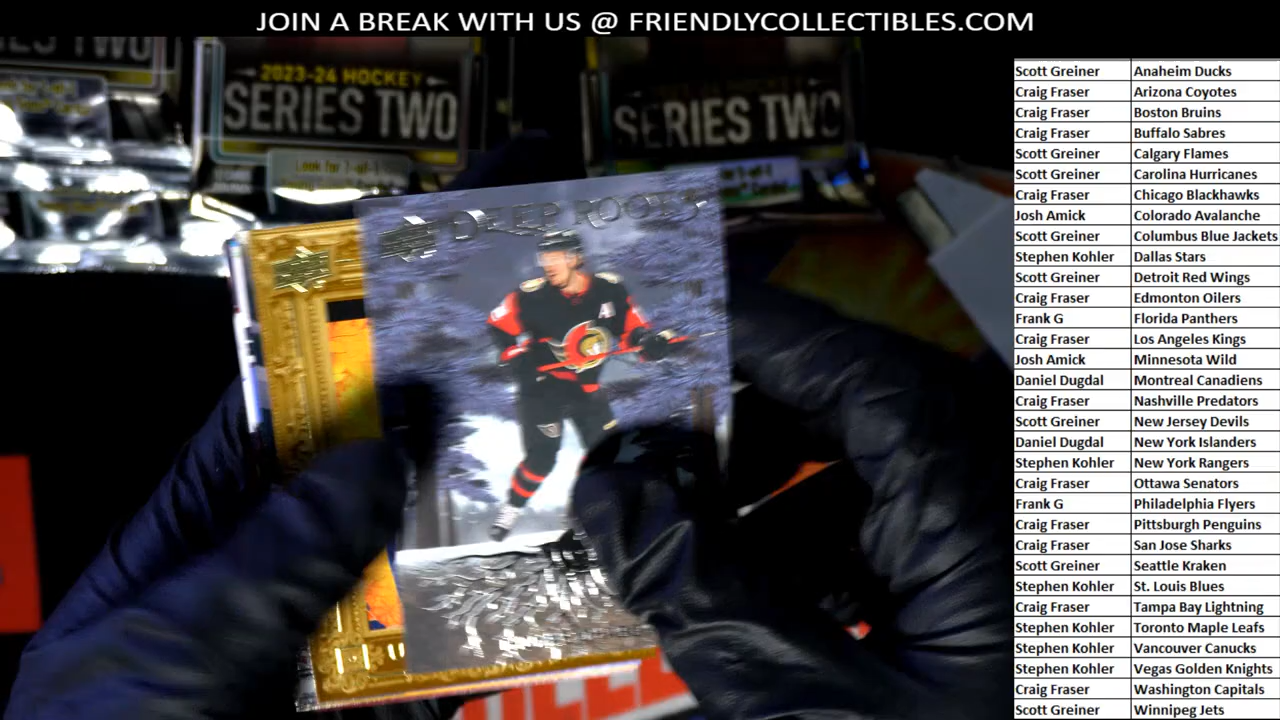 JOIN A BREAK WITH US @ FRIENDLYCOLLECTIBLES.COM
2023-24 HOCKEY
SERIES TWO
Look for 1-of-1
SERIES TWO
DEEP ROOTS
Scott Greiner Anaheim Ducks
Craig Fraser Arizona Coyotes
Craig Fraser Boston Bruins
Craig Fraser Buffalo Sabres
Scott Greiner Calgary Flames
Scott Greiner Carolina Hurricanes
Craig Fraser Chicago Blackhawks
Josh Amick Colorado Avalanche
Scott Greiner Columbus Blue Jackets
Stephen Kohler Dallas Stars
Scott Greiner Detroit Red Wings
Craig Fraser Edmonton Oilers
Frank G Florida Panthers
Craig Fraser Los Angeles Kings
Josh Amick Minnesota Wild
Daniel Dugdal Montreal Canadiens
Craig Fraser Nashville Predators
Scott Greiner New Jersey Devils
Daniel Dugdal New York Islanders
Stephen Kohler New York Rangers
Craig Fraser Ottawa Senators
Frank G Philadelphia Flyers
Craig Fraser Pittsburgh Penguins
Craig Fraser San Jose Sharks
Scott Greiner Seattle Kraken
Stephen Kohler St. Louis Blues
Craig Fraser Tampa Bay Lightning
Stephen Kohler Toronto Maple Leafs
Stephen Kohler Vancouver Canucks
Stephen Kohler Vegas Golden Knights
Craig Fraser Washington Capitals
Scott Greiner Winnipeg Jets